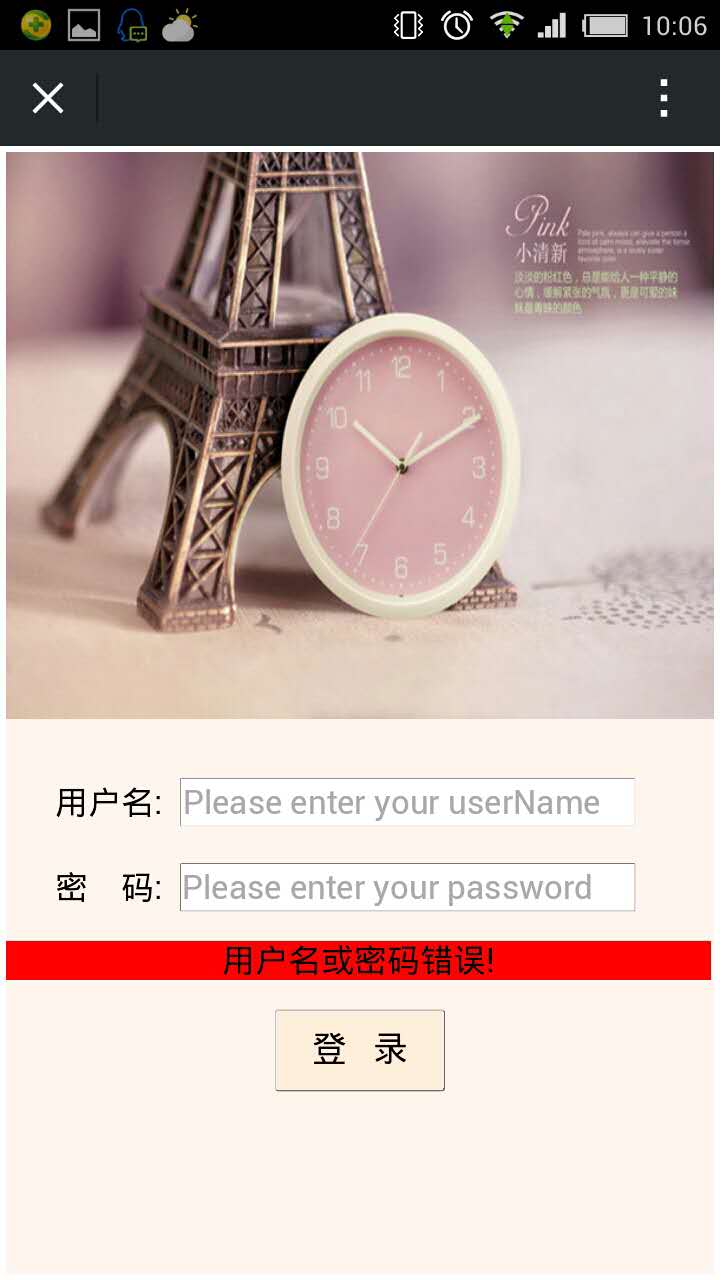 10:06
Pink
小清新
Pale pink, always can give a person a
kind of calm mood, alleviate the tense
atmosphere, is a lovely sister
favorite color
淡淡的粉红色，总是能给人一种平静的
心情，缓解紧张的气氛，更是可爱的妹
妹最青睐的颜色
12
11
1
10
2
9
3
8
4
7
5
6
用户名:
Please enter your userName
密 码:
Please enter your password
用户名或密码错误!
登 录